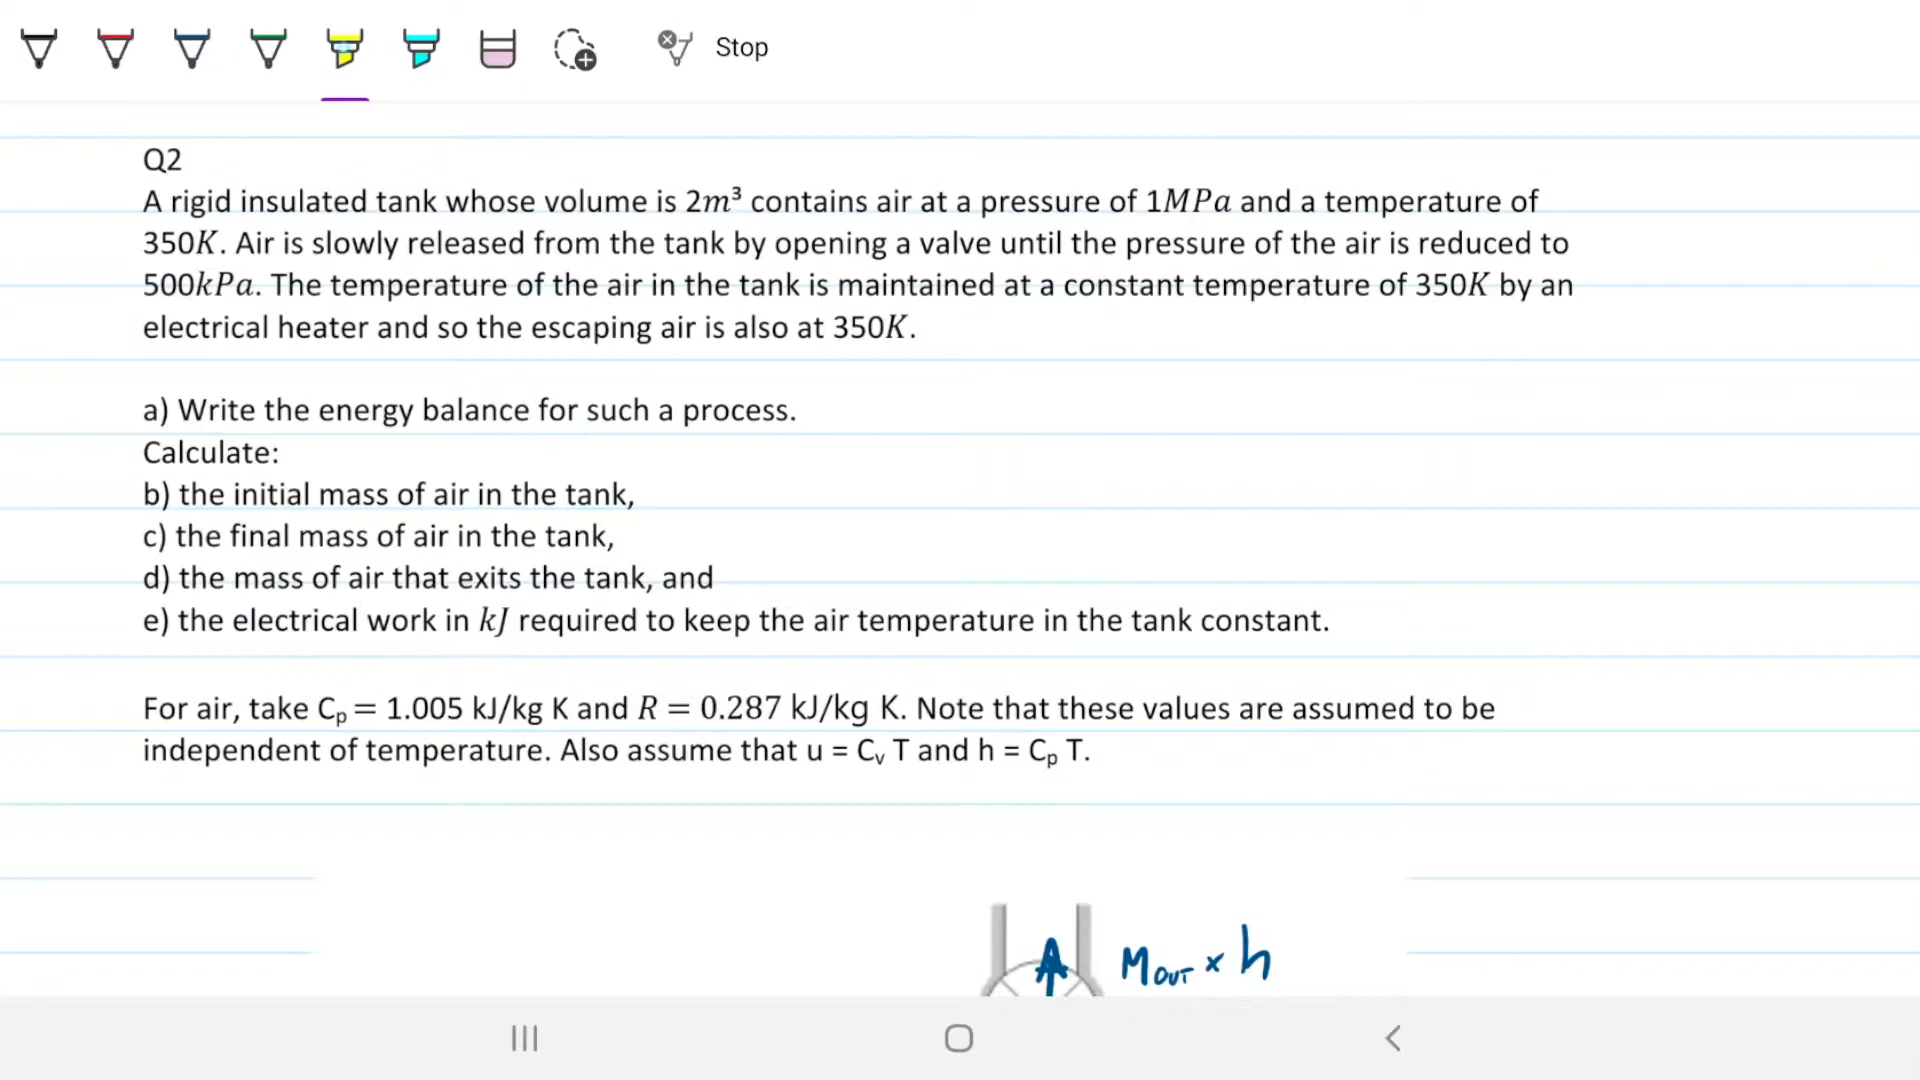 Stop
Q2
A rigid insulated tank whose volume is 2m³ contains air at a pressure of 1MPa and a temperature of
350K. Air is slowly released from the tank by opening a valve until the pressure of the air is reduced to
500kPa. The temperature of the air in the tank is maintained at a constant temperature of 350K by an
electrical heater and so the escaping air is also at 350K.
a) Write the energy balance for such a process.
Calculate:
b) the initial mass of air in the tank,
c) the final mass of air in the tank,
d) the mass of air that exits the tank, and
e) the electrical work in kJ required to keep the air temperature in the tank constant.
For air, take Cₚ = 1.005 kJ/kg K and R = 0.287 kJ/kg K. Note that these values are assumed to be
independent of temperature. Also assume that u = Cᵥ T and h = Cₚ T.
MOUT × h